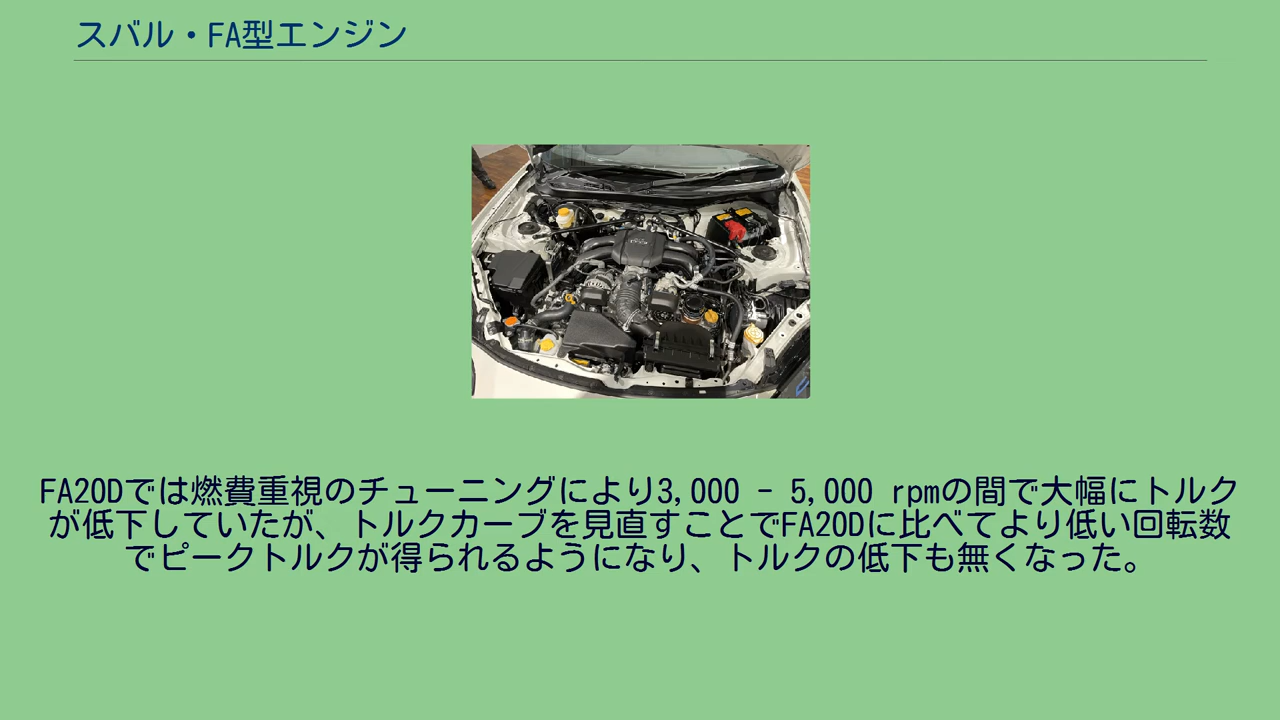 スバル・FA型エンジン
FA20Dでは燃費重視のチューニングにより3,000 - 5,000 rpmの間で大幅にトルク
が低下していたが、トルクカーブを見直すことでFA20Dに比べてより低い回転数
でピークトルクが得られるようになり、トルクの低下も無くなった。